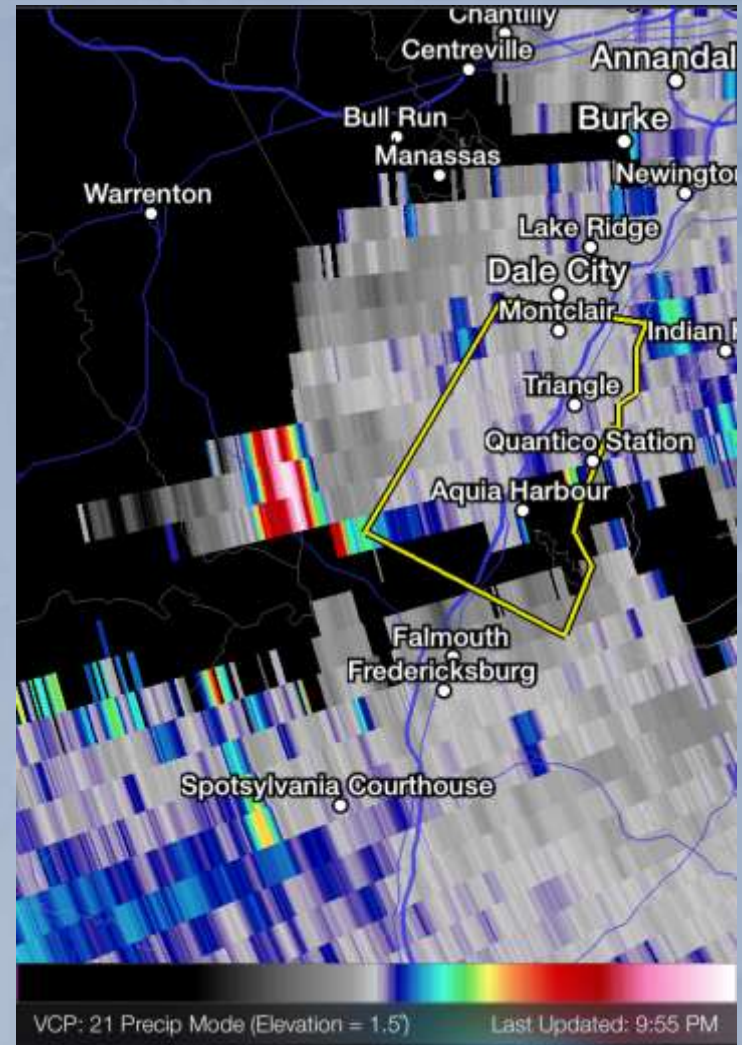 Chantilly
Centreville
Annandal
Bull Run
Burke
Manassas
Newington
Warrenton
Lake Ridge
Dale City
Montclair
Indian H
Triangle
Quantico Station
Aquia Harbour
Falmouth
Fredericksburg
Spotsylvania Courthouse
VCP: 21 Precip Mode (Elevation = 1.5°) Last Updated: 9:55 PM